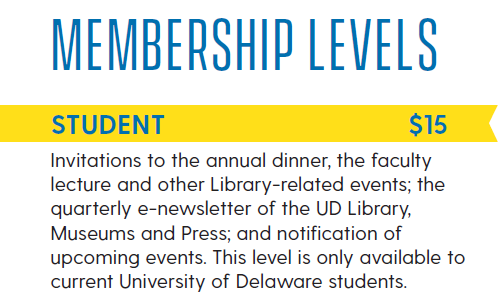 MEMBERSHIP LEVELS
STUDENT $15
Invitations to the annual dinner, the faculty
lecture and other Library-related events; the
quarterly e-newsletter of the UD Library,
Museums and Press; and notification of
upcoming events. This level is only available to
current University of Delaware students.